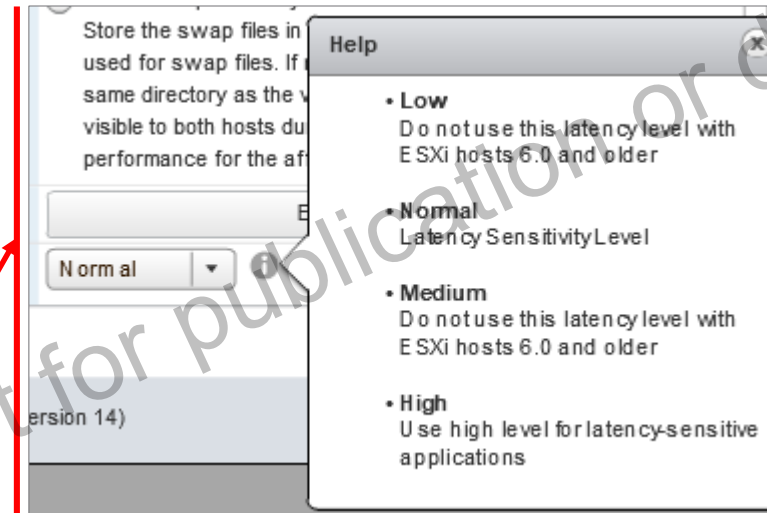 Store the swap files in
used for swap files. If
same directory as the v
visible to both hosts du
performance for the af
Normal
ersion 14)
Help
• Low
Do not use this latency level with
ESXi hosts 6.0 and older
• Normal
Latency Sensitivity Level
• Medium
Do not use this latency level with
ESXi hosts 6.0 and older
• High
Use high level for latency-sensitive
applications
t for publication or d